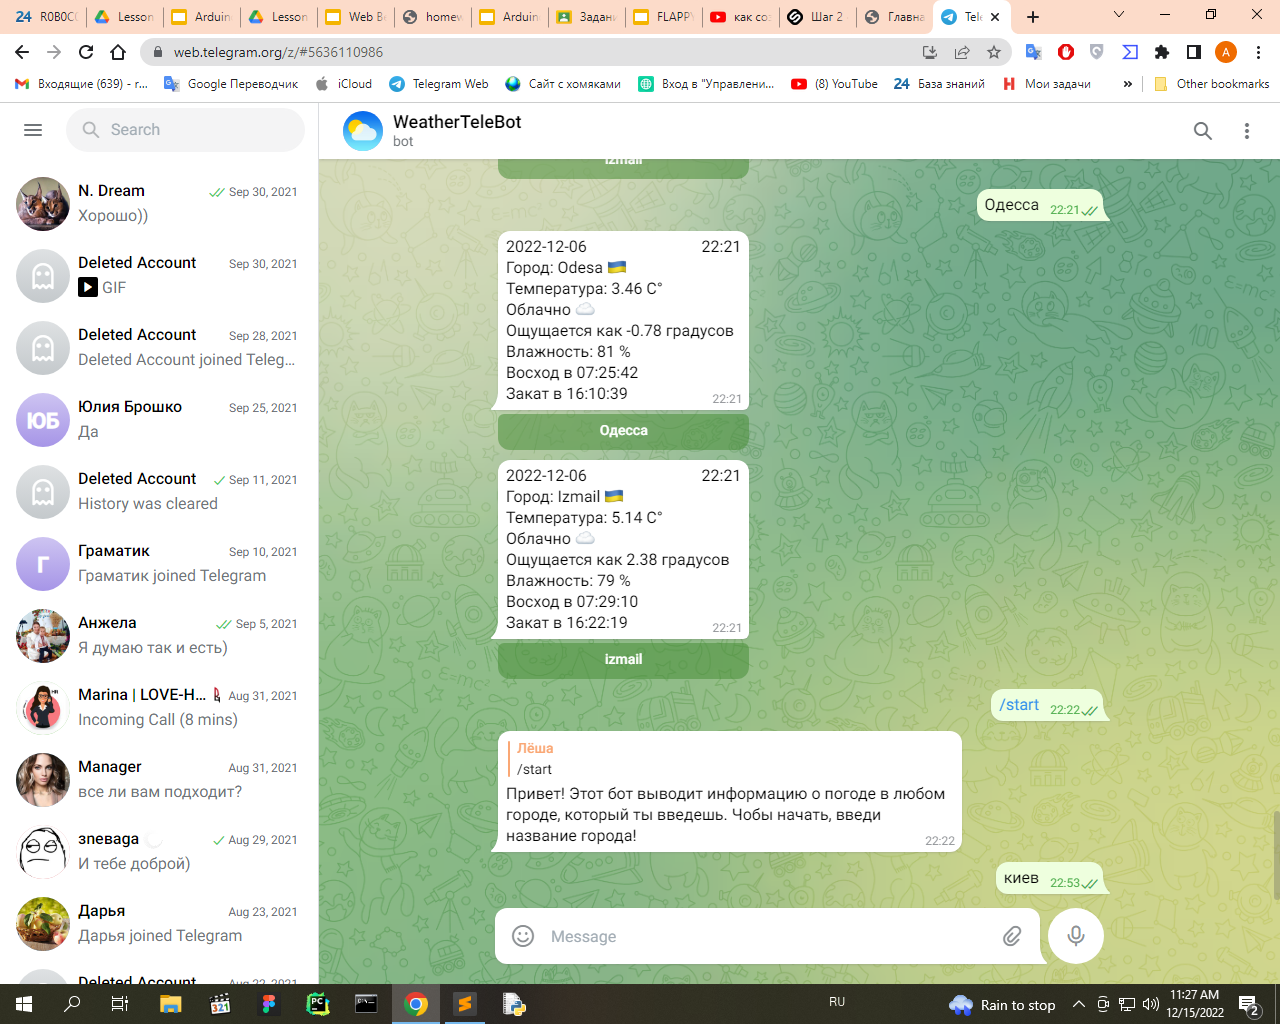 24 R0B0C
Lesson
Arduin
Lesson
Web B
homew
Arduin
Задани
FLAPPY
как соз
Шаг 2
Главна
Tele
web.telegram.org/z/#5636110986
A
Входящие (639) - r...
Google Переводчик
iCloud
Telegram Web
Сайт с хомяками
Вход в "Управлени...
(8) YouTube
24 База знаний
Мои задачи
»
Other bookmarks
Search
WeatherTeleBot
bot
N. Dream
Sep 30, 2021
Хорошо))
Deleted Account
Sep 30, 2021
GIF
Deleted Account
Sep 28, 2021
Deleted Account joined Teleg...
ЮБ
Юлия Брошко
Sep 25, 2021
Да
Deleted Account
Sep 11, 2021
History was cleared
Г
Граматик
Sep 10, 2021
Граматик joined Telegram
Анжела
Sep 5, 2021
Я думаю так и есть)
Marina | LOVE-H...
Aug 31, 2021
Incoming Call (8 mins)
Manager
Aug 31, 2021
все ли вам подходит?
зпеваgа
Aug 29, 2021
И тебе доброй)
Дарья
Aug 23, 2021
Дарья joined Telegram
Deleted Account
Aug 22, 2021
izmail
Одесса 22:21
2022-12-06 22:21
Город: Odesa 🇺🇦
Температура: 3.46 C°
Облачно ☁️
Ощущается как -0.78 градусов
Влажность: 81 %
Восход в 07:25:42
Закат в 16:10:39
22:21
Одесса
2022-12-06 22:21
Город: Izmail 🇺🇦
Температура: 5.14 C°
Облачно ☁️
Ощущается как 2.38 градусов
Влажность: 79 %
Восход в 07:29:10
Закат в 16:22:19
22:21
izmail
/start 22:22
Лёша
/start
Привет! Этот бот выводит информацию о погоде в любом
городе, который ты введешь. Чобы начать, введи
название города!
22:22
киев 22:53
Message
RU
Rain to stop
11:27 AM
12/15/2022
2